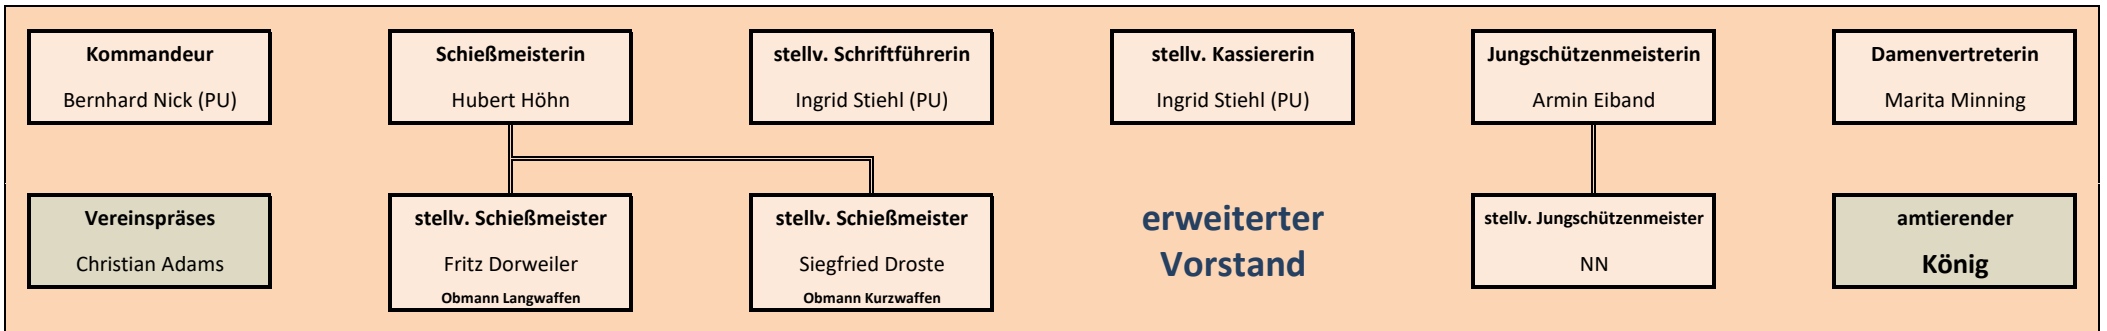 Kommandeur
Bernhard Nick (PU)
Schießmeisterin
Hubert Höhn
stellv. Schriftführerin
Ingrid Stiehl (PU)
stellv. Kassiererin
Ingrid Stiehl (PU)
Jungschützenmeisterin
Armin Eiband
Damenvertreterin
Marita Minning
Vereinspräses
Christian Adams
stellv. Schießmeister
Fritz Dorweiler
Obmann Langwaffen
stellv. Schießmeister
Siegfried Droste
Obmann Kurzwaffen
erweiterter
Vorstand
stellv. Jungschützenmeister
NN
amtierender
König